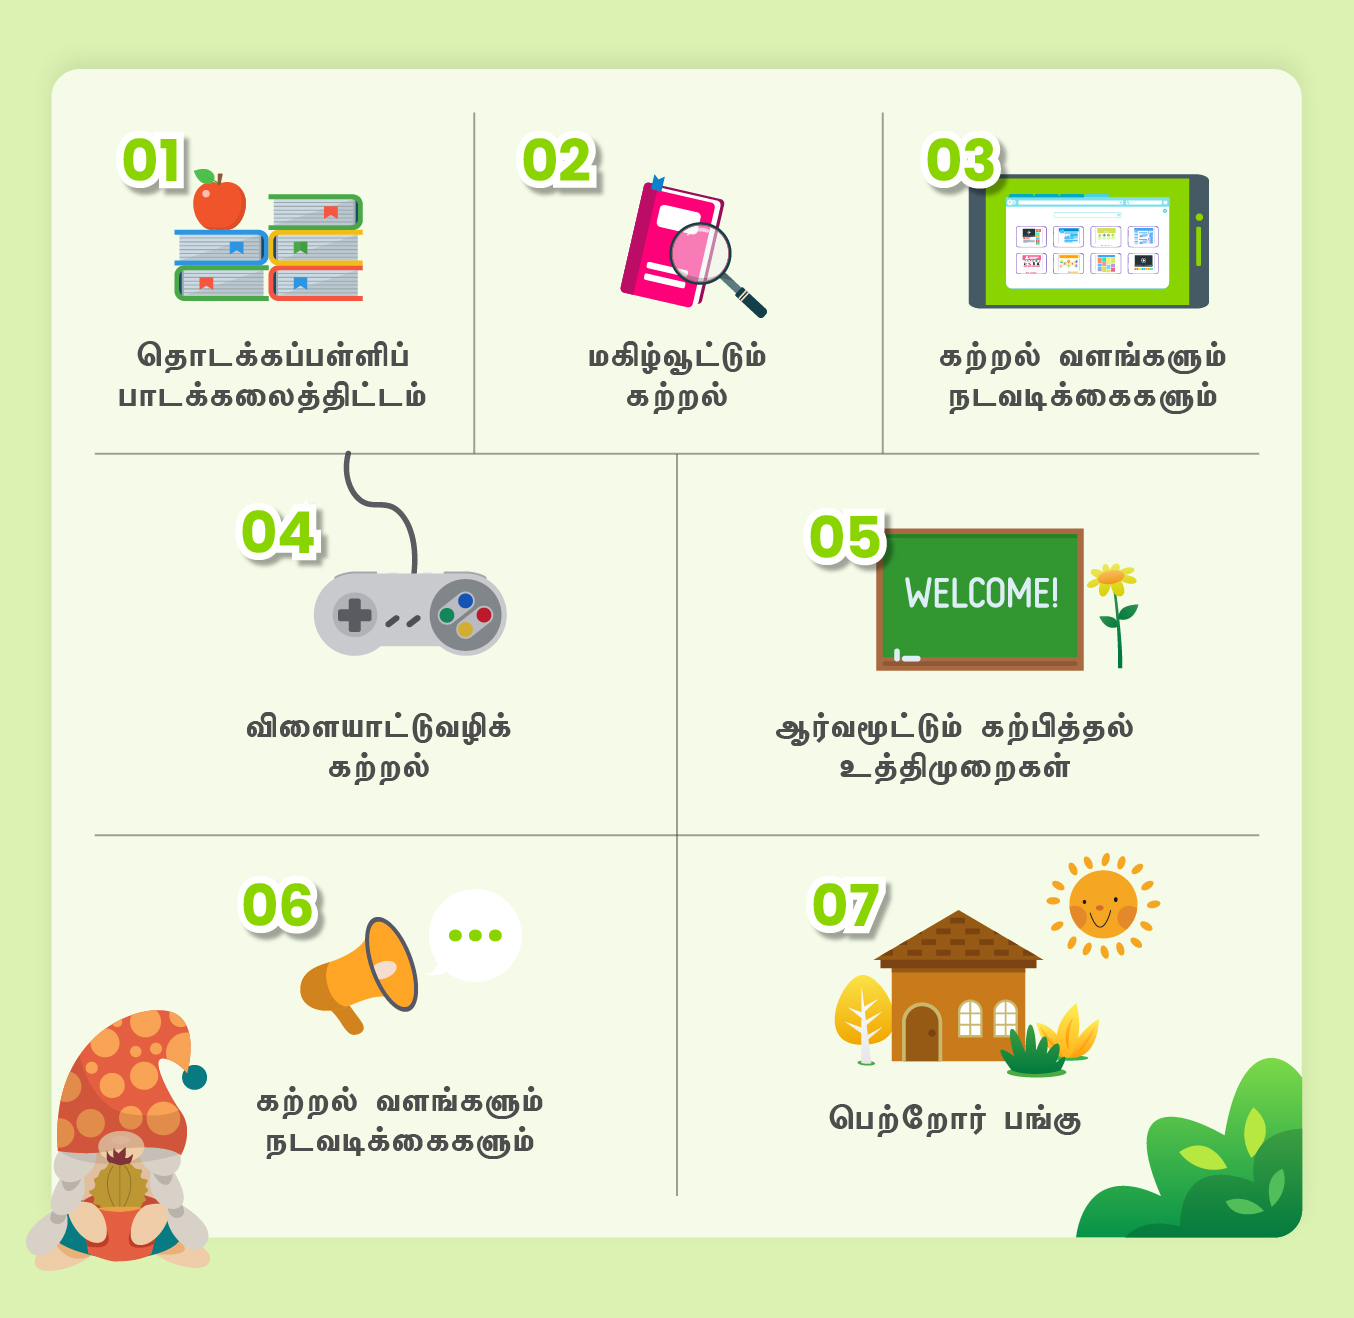 01
தொடக்கப்பள்ளிப்
பாடக்கலைத்திட்டம்
02
மகிழ்வூட்டும்
கற்றல்
03
கற்றல் வளங்களும்
நடவடிக்கைகளும்
04
விளையாட்டுவழிக்
கற்றல்
05
WELCOME!
ஆர்வமூட்டும் கற்பித்தல்
உத்திமுறைகள்
06
கற்றல் வளங்களும்
நடவடிக்கைகளும்
07
பெற்றோர் பங்கு